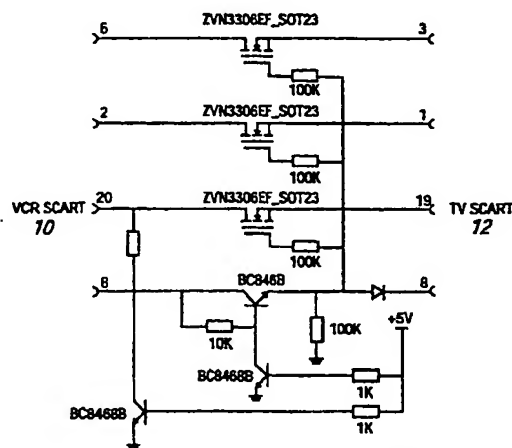 ZVN3306EF_SOT23
6 3
100K
ZVN3306EF_SOT23
2 1
100K
ZVN3306EF_SOT23
20 19
VCR SCART TV SCART
10 12
100K
BC846B
8 8
+5V
10K 100K
BC846BB
1K
BC846BB
1K